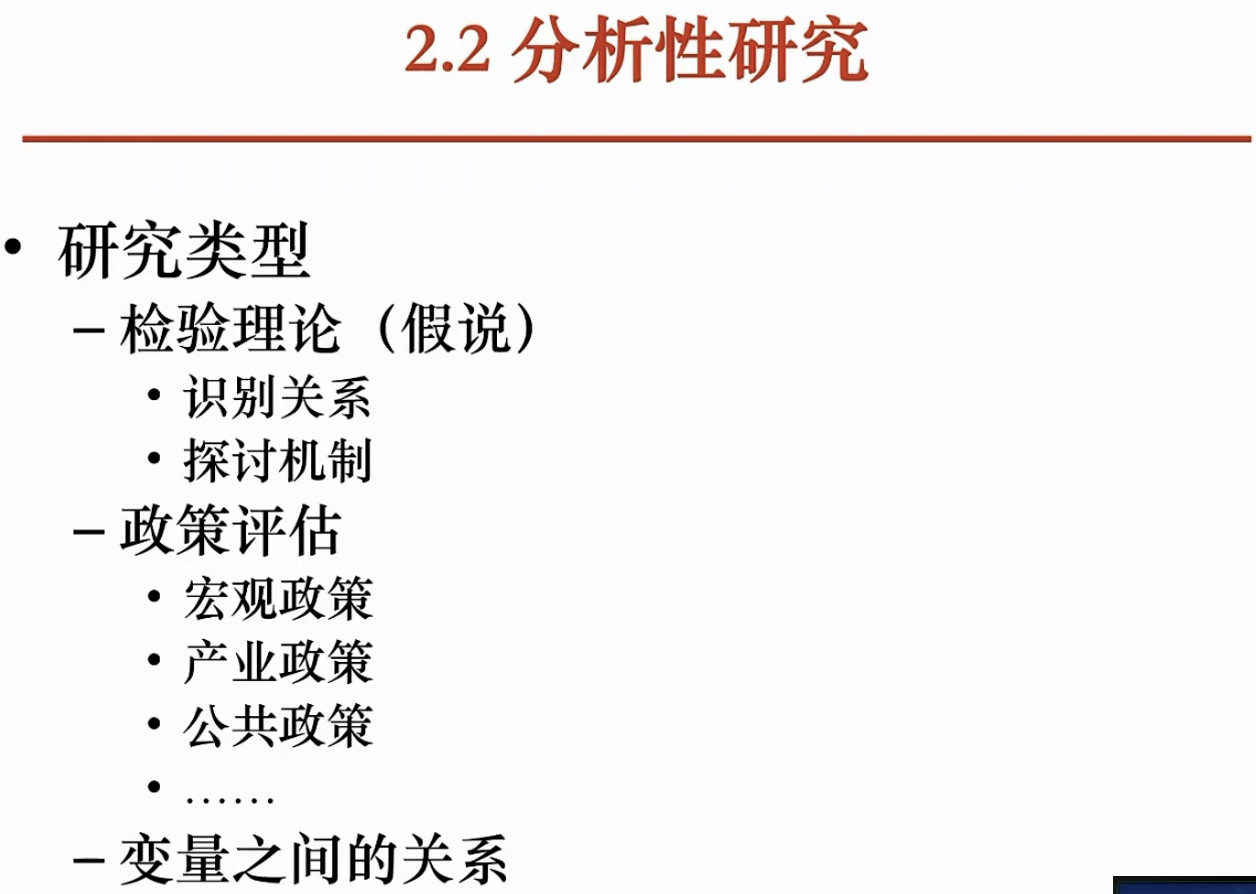 2.2 分析性研究
• 研究类型
– 检验理论（假说）
• 识别关系
• 探讨机制
– 政策评估
• 宏观政策
• 产业政策
• 公共政策
• ……
– 变量之间的关系